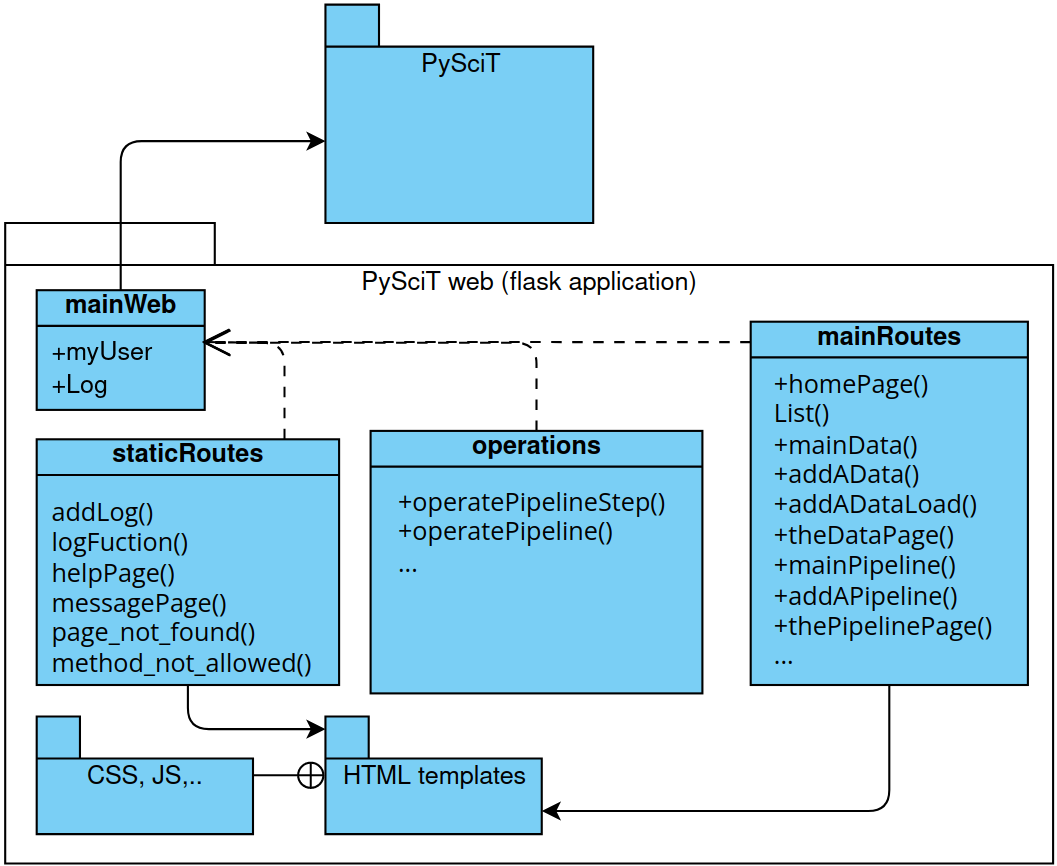 PySciT
PySciT web (flask application)
mainWeb
+myUser
+Log
mainRoutes
+homePage()
List()
+mainData()
+addAData()
+addADataLoad()
+theDataPage()
+mainPipeline()
+addAPipeline()
+thePipelinePage()
...
staticRoutes
addLog()
logFuction()
helpPage()
messagePage()
page_not_found()
method_not_allowed()
operations
+operatePipelineStep()
+operatePipeline()
...
CSS, JS,..
HTML templates